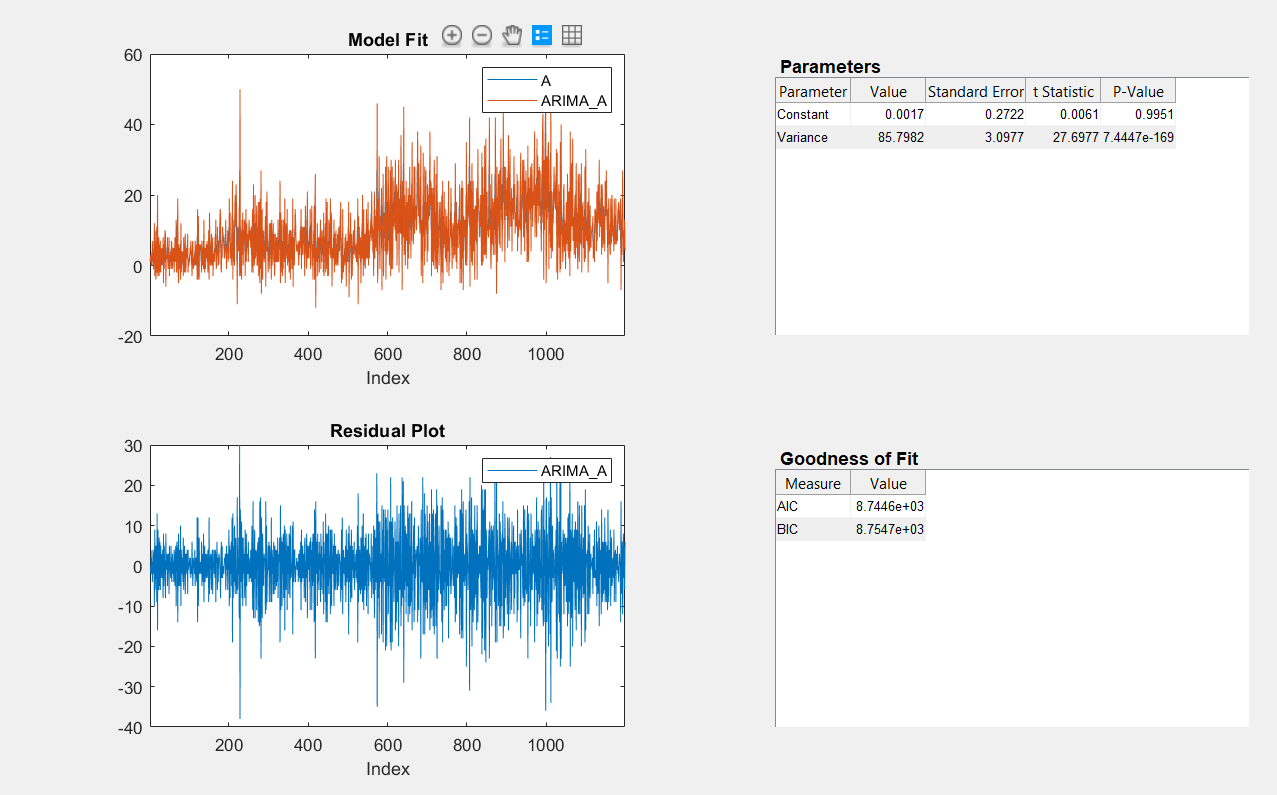 Model Fit
60
40
20
0
-20
200 400 600 800 1000
Index
A
ARIMA_A
Parameters
Parameter Value Standard Error t Statistic P-Value
Constant 0.0017 0.2722 0.0061 0.9951
Variance 85.7982 3.0977 27.6977 7.4447e-169
Residual Plot
30
20
10
0
-10
-20
-30
-40
200 400 600 800 1000
Index
ARIMA_A
Goodness of Fit
Measure Value
AIC 8.7446e+03
BIC 8.7547e+03